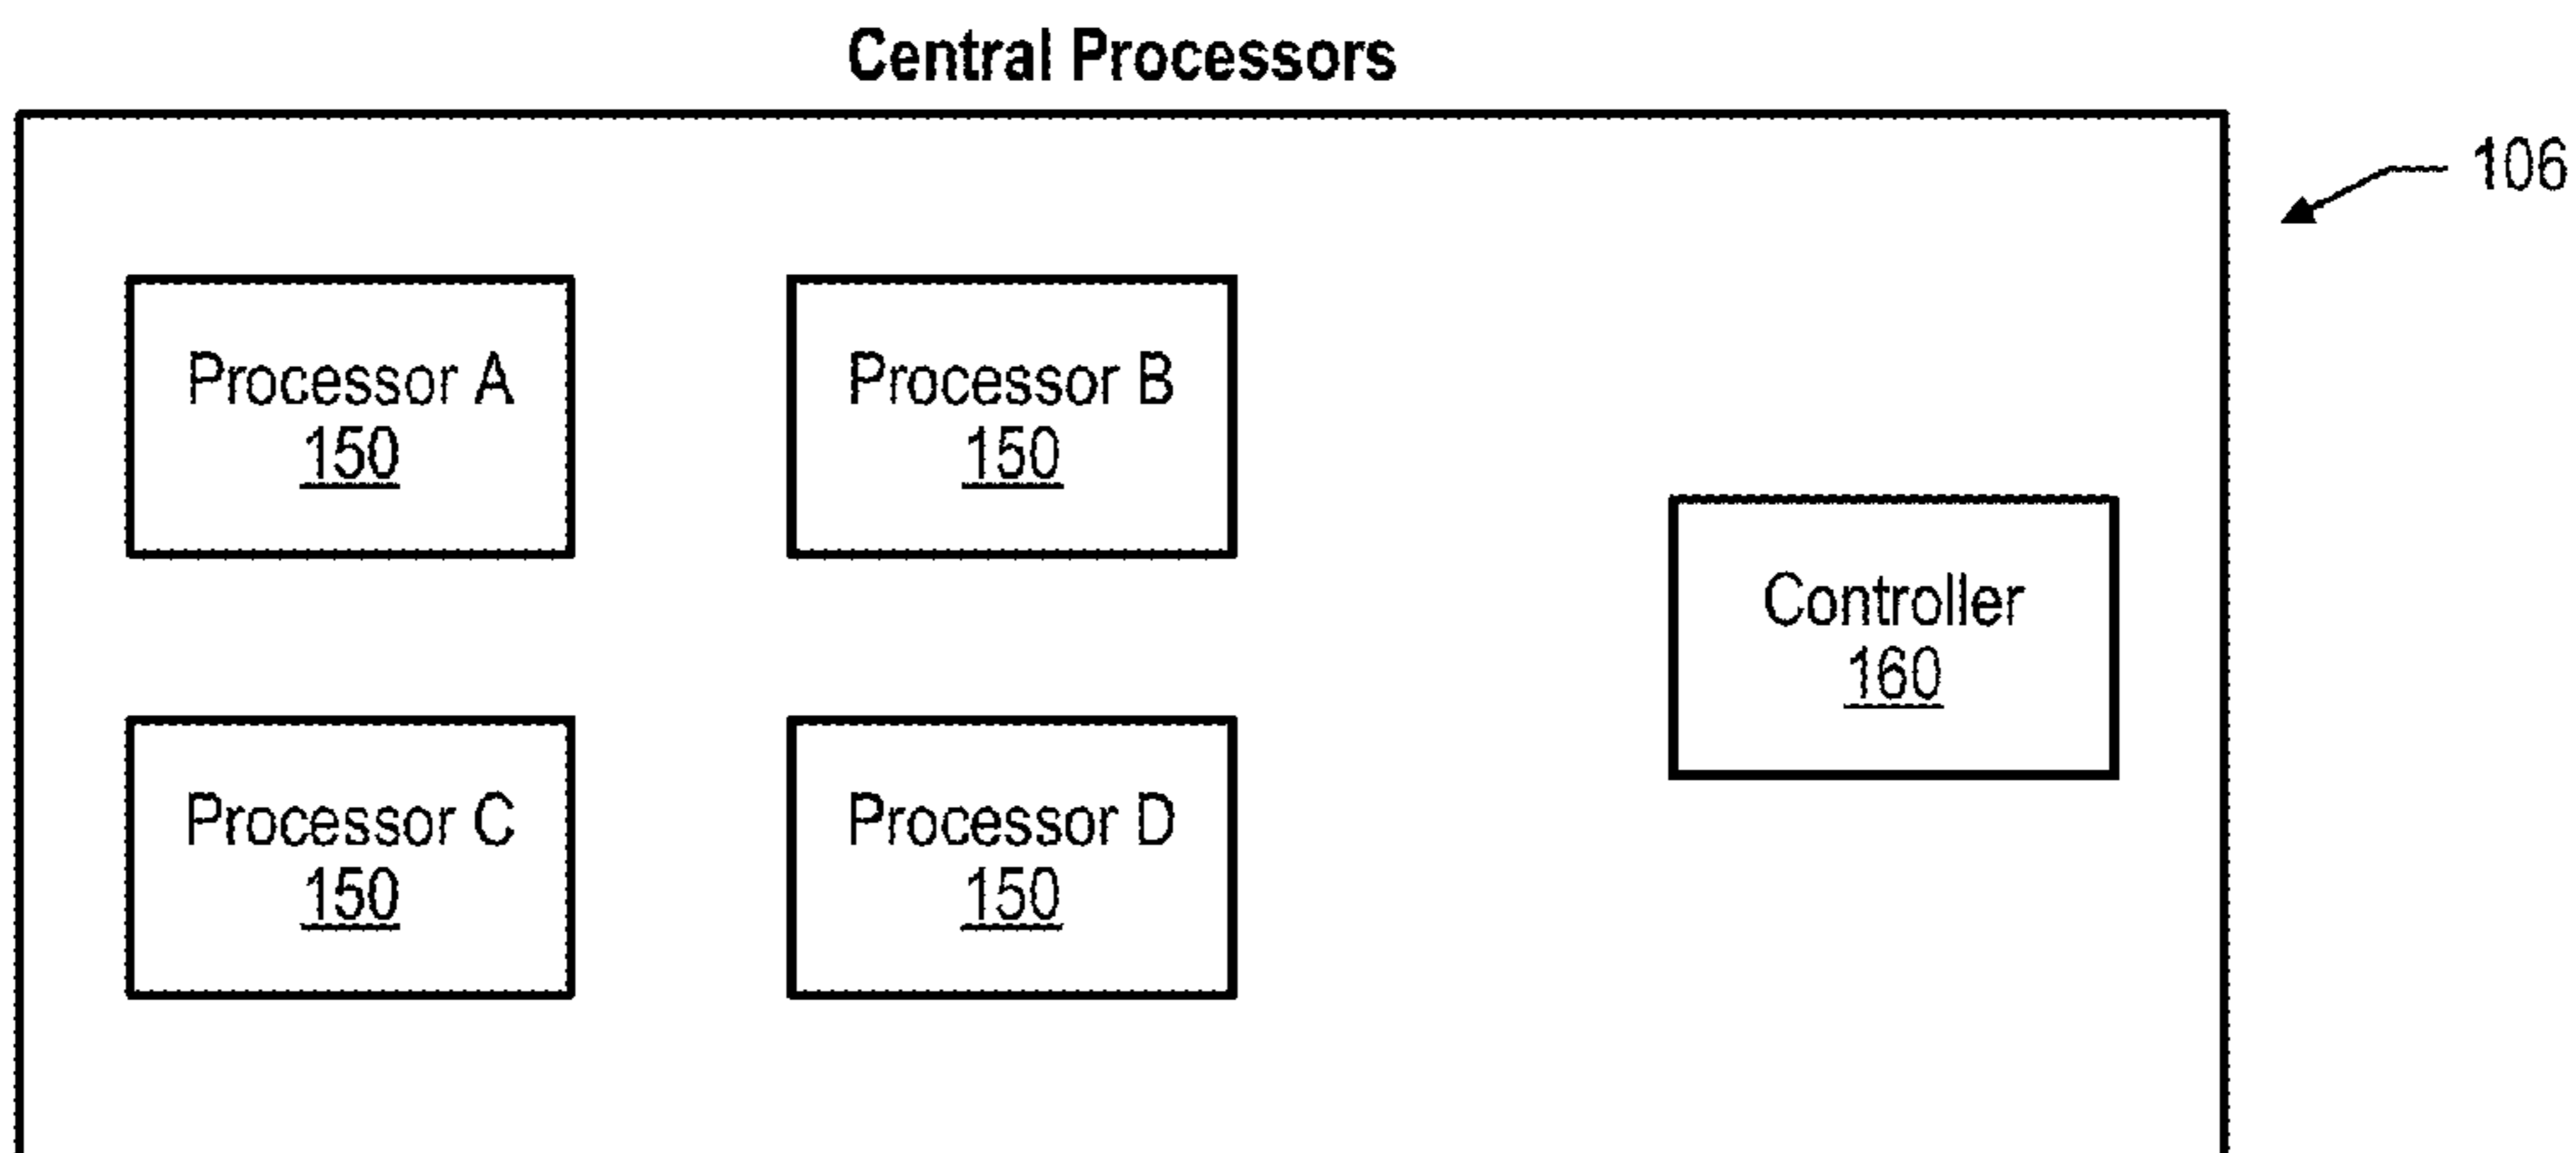 Central Processors
106
Processor A
150
Processor B
150
Controller
160
Processor C
150
Processor D
150